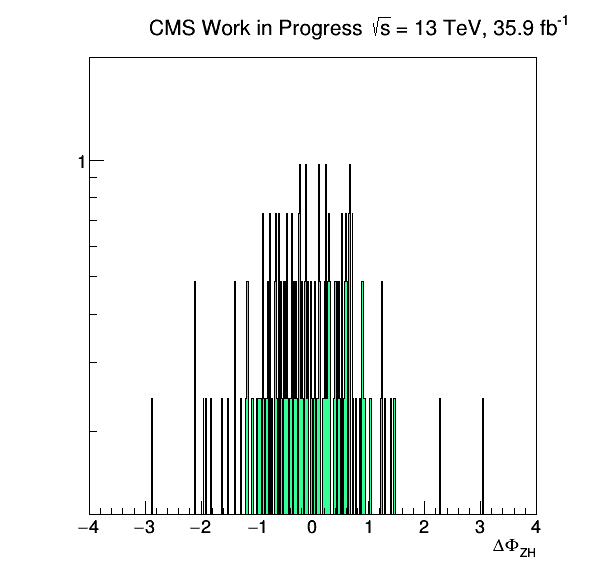 CMS Work in Progress √s = 13 TeV, 35.9 fb⁻¹
1
−4 −3 −2 −1 0 1 2 3 4
ΔΦ_ZH